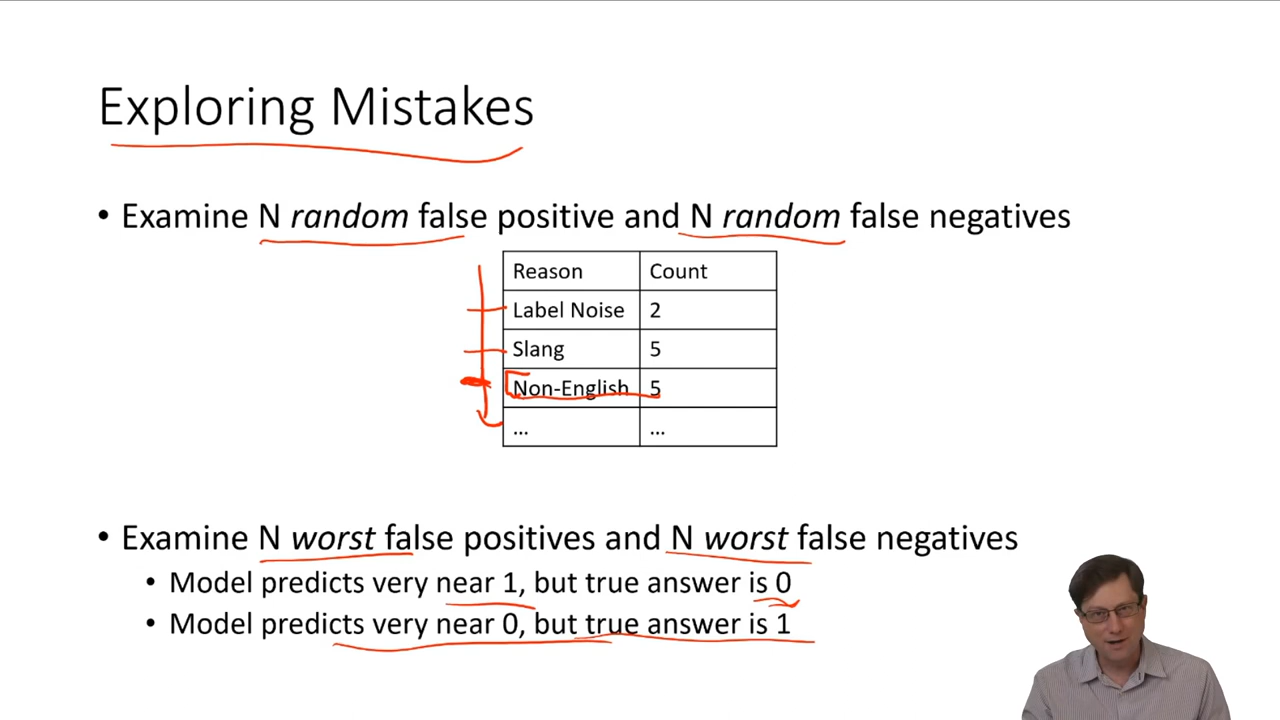 Exploring Mistakes
• Examine N random false positive and N random false negatives
Reason Count
Label Noise 2
Slang 5
Non-English 5
... ...
• Examine N worst false positives and N worst false negatives
• Model predicts very near 1, but true answer is 0
• Model predicts very near 0, but true answer is 1